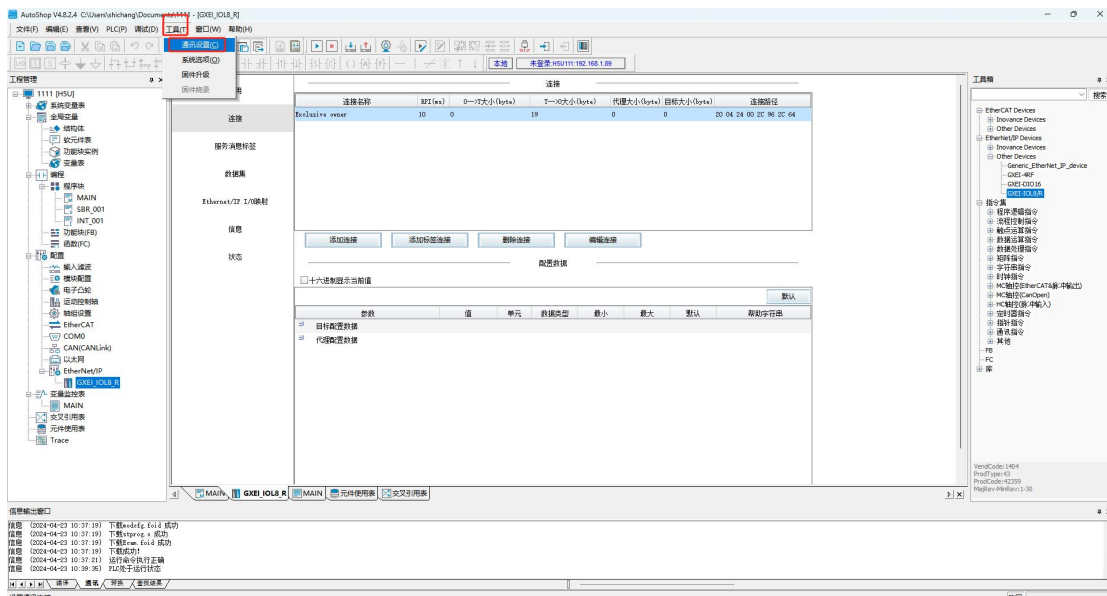 AutoShop V4.8.2.4 C:\Users\shichang\Documents\1111 - [GXEI_IOL8_R]
文件(F) 编辑(E) 查看(V) PLC(P) 调试(D) 工具(T) 窗口(W) 帮助(H)
通讯设置(C)
系统选项(O)
固件升级
固件烧录
本地
未登录:H5U111:192.168.1.89
工程管理
1111 [H5U]
系统变量表
全局变量
结构体
软元件表
功能块实例
变量表
编程
程序块
MAIN
SBR_001
INT_001
功能块(FB)
函数(FC)
配置
输入滤波
模块配置
电子凸轮
运动控制轴
轴组设置
EtherCAT
COM0
CAN(CANLink)
以太网
EtherNet/IP
GXEI_IOL8_R
变量监控表
MAIN
交叉引用表
元件使用表
Trace
用
连接
服务消息标签
数据集
Ethernet/IP I/O映射
信息
状态
连接
连接名称 RPI(ms) O-->T大小(byte) T-->O大小(byte) 代理大小(byte) 目标大小(byte) 连接路径
Exclusive owner 10 0 19 0 0 20 04 24 00 2C 96 2C 64
添加连接 添加标签连接 删除连接 编辑连接
配置数据
十六进制显示当前值
默认
参数 值 单元 数据类型 最小 最大 默认 帮助字符串
目标配置数据
代理配置数据
MAIN GXEI_IOL8_R MAIN 元件使用表 交叉引用表
工具箱
搜索
EtherCAT Devices
Inovance Devices
Other Devices
EtherNet/IP Devices
Inovance Devices
Other Devices
Generic_EtherNet_IP_device
GXEI-4RF
GXEI-DIO16
GXEI-IOL8/R
指令集
程序逻辑指令
流程控制指令
触点运算指令
数据运算指令
数据处理指令
矩阵指令
字符串指令
时钟指令
MC轴控(EtherCAT&脉冲输出)
MC轴控(CanOpen)
HC轴控(脉冲输入)
定时器指令
指针指令
通讯指令
其他
FB
FC
库
VendCode:1404
ProdType:43
ProdCode:42359
MajRev-MinRev:1-30
信息输出窗口
信息 (2024-04-23 10:37:19) 下载modcfg.foid 成功
信息 (2024-04-23 10:37:19) 下载stprog.o 成功
信息 (2024-04-23 10:37:19) 下载Ecam.foid 成功
信息 (2024-04-23 10:37:19) 下载成功!
信息 (2024-04-23 10:37:21) 运行命令执行正确
信息 (2024-04-23 10:39:35) PLC处于运行状态
编译 通讯 转换 查找结果